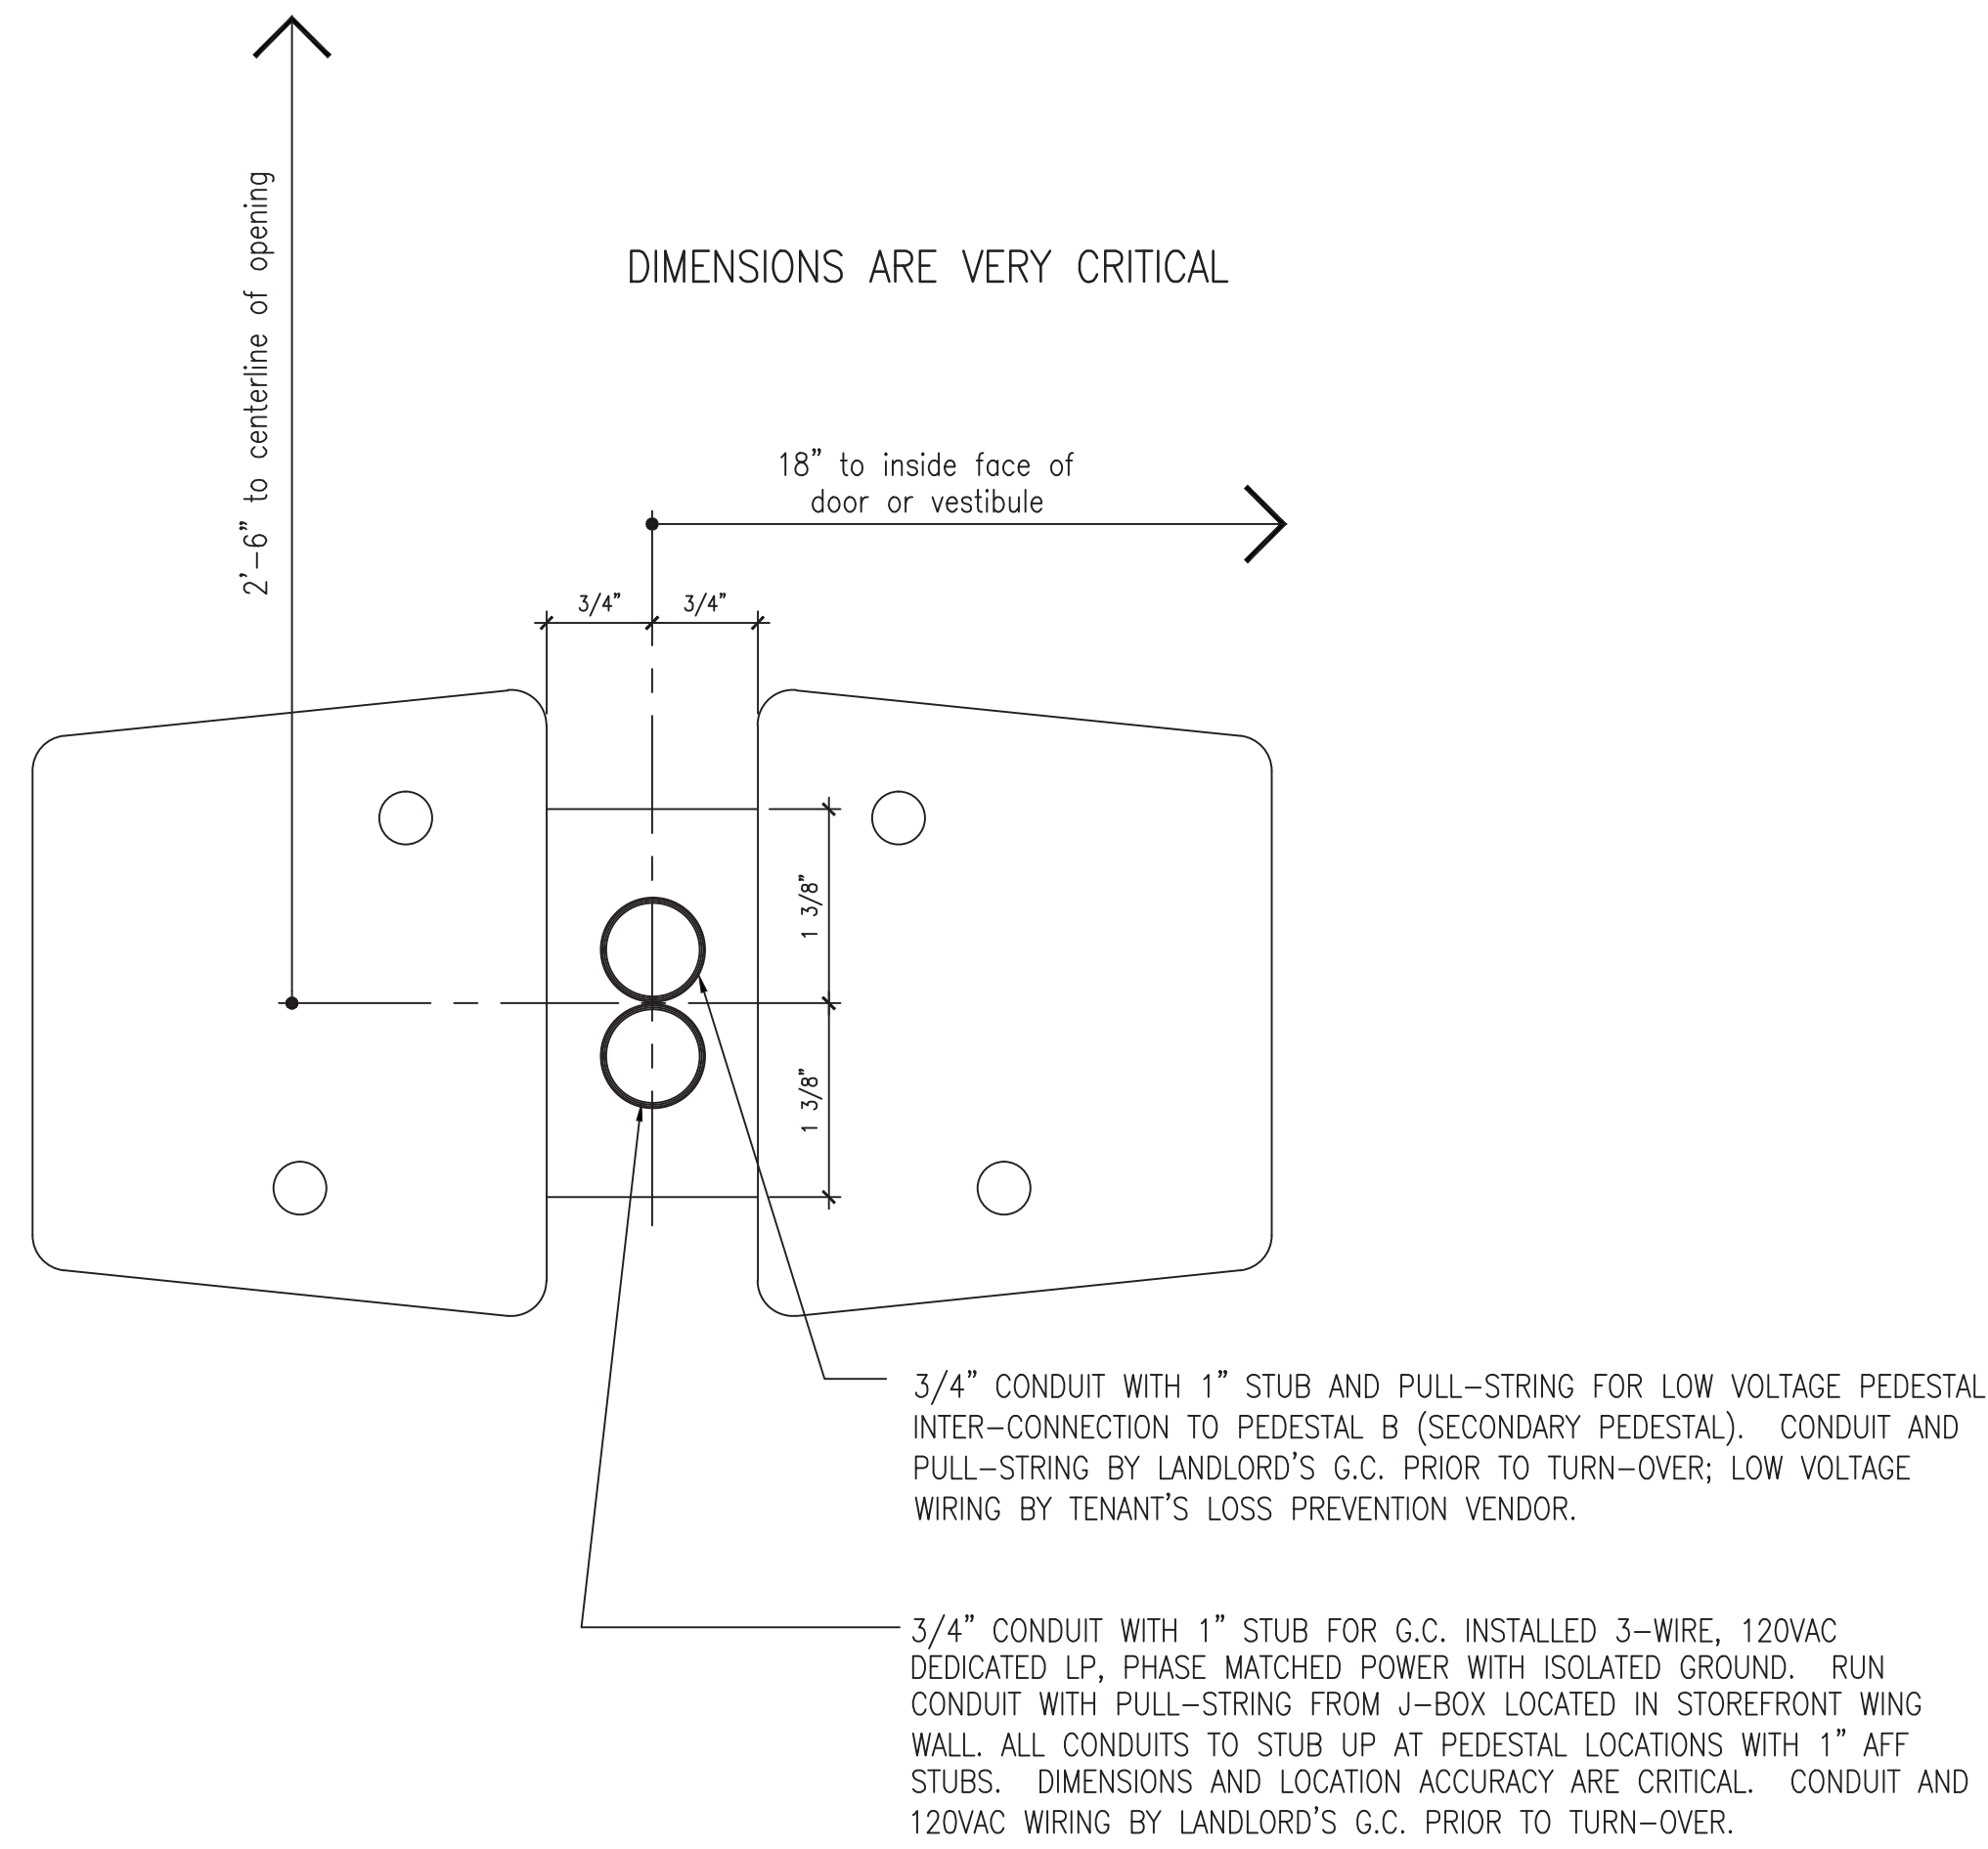 2'-6" to centerline of opening
DIMENSIONS ARE VERY CRITICAL
18" to inside face of
door or vestibule
3/4"
3/4"
1 3/8"
1 3/8"
3/4" CONDUIT WITH 1" STUB AND PULL-STRING FOR LOW VOLTAGE PEDESTAL
INTER-CONNECTION TO PEDESTAL B (SECONDARY PEDESTAL). CONDUIT AND
PULL-STRING BY LANDLORD'S G.C. PRIOR TO TURN-OVER; LOW VOLTAGE
WIRING BY TENANT'S LOSS PREVENTION VENDOR.
3/4" CONDUIT WITH 1" STUB FOR G.C. INSTALLED 3-WIRE, 120VAC
DEDICATED LP, PHASE MATCHED POWER WITH ISOLATED GROUND. RUN
CONDUIT WITH PULL-STRING FROM J-BOX LOCATED IN STOREFRONT WING
WALL. ALL CONDUITS TO STUB UP AT PEDESTAL LOCATIONS WITH 1" AFF
STUBS. DIMENSIONS AND LOCATION ACCURACY ARE CRITICAL. CONDUIT AND
120VAC WIRING BY LANDLORD'S G.C. PRIOR TO TURN-OVER.